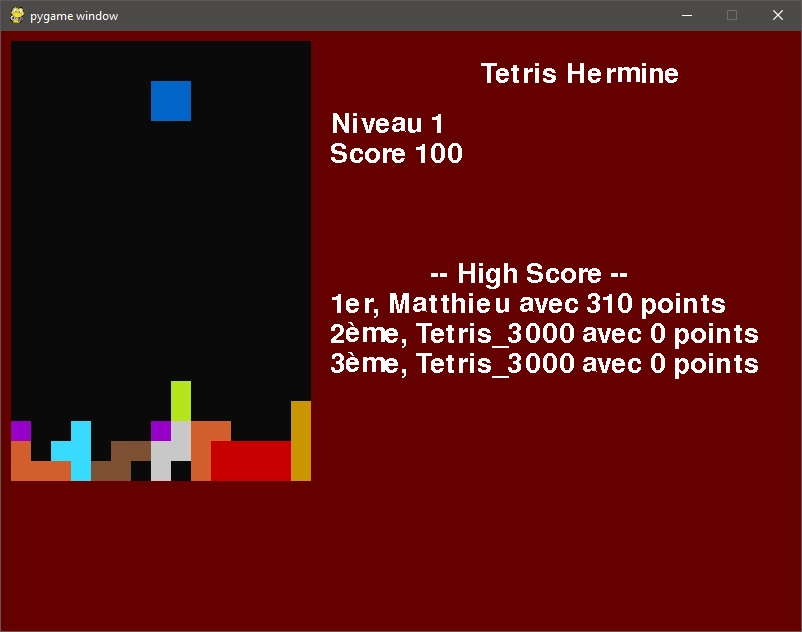 pygame window
Tetris Hermine
Niveau 1
Score 100
-- High Score --
1er, Matthieu avec 310 points
2ème, Tetris_3000 avec 0 points
3ème, Tetris_3000 avec 0 points